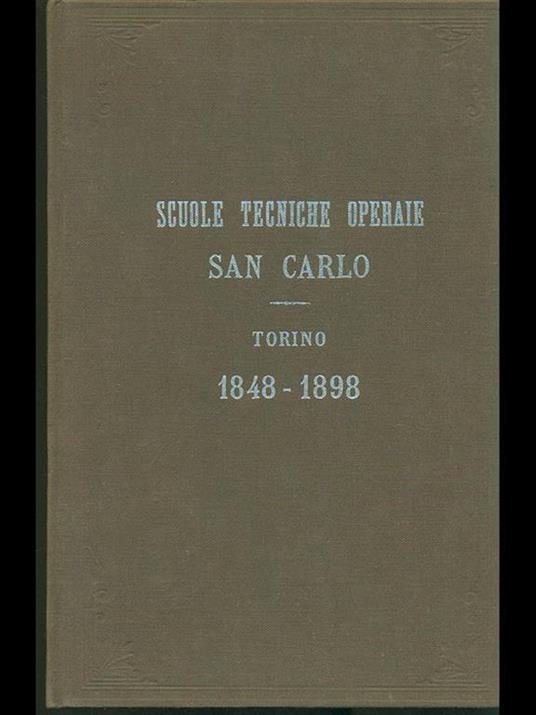 SCUOLE TECNICHE OPERAIE
SAN CARLO
TORINO
1848 - 1898